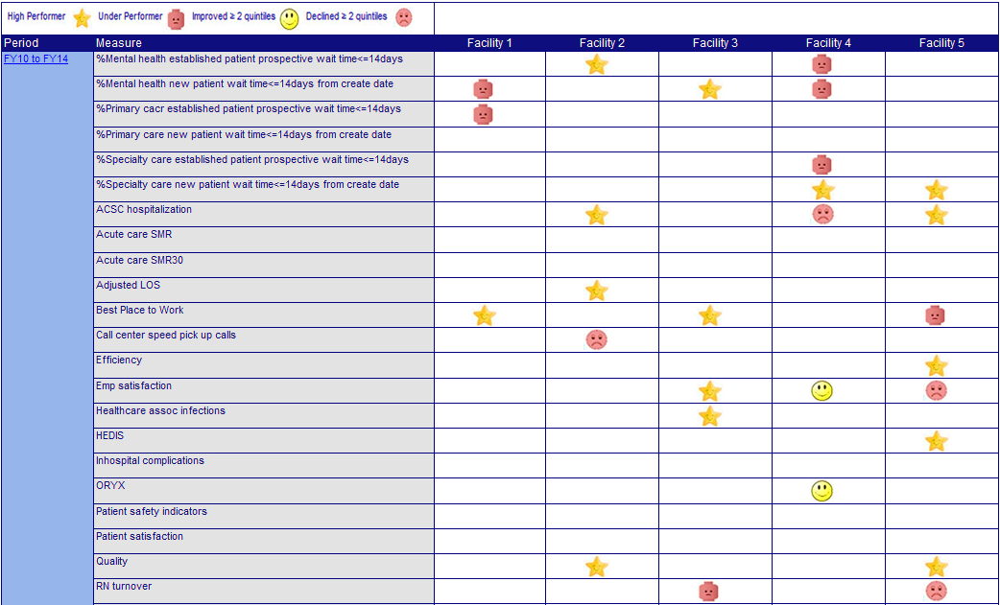 High Performer Under Performer Improved ≥ 2 quintiles Declined ≥ 2 quintiles
Period Measure Facility 1 Facility 2 Facility 3 Facility 4 Facility 5
FY10 to FY14 %Mental health established patient prospective wait time<=14days
%Mental health new patient wait time<=14days from create date
%Primary cacr established patient prospective wait time<=14days
%Primary care new patient wait time<=14days from create date
%Specialty care established patient prospective wait time<=14days
%Specialty care new patient wait time<=14days from create date
ACSC hospitalization
Acute care SMR
Acute care SMR30
Adjusted LOS
Best Place to Work
Call center speed pick up calls
Efficiency
Emp satisfaction
Healthcare assoc infections
HEDIS
Inhospital complications
ORYX
Patient safety indicators
Patient satisfaction
Quality
RN turnover